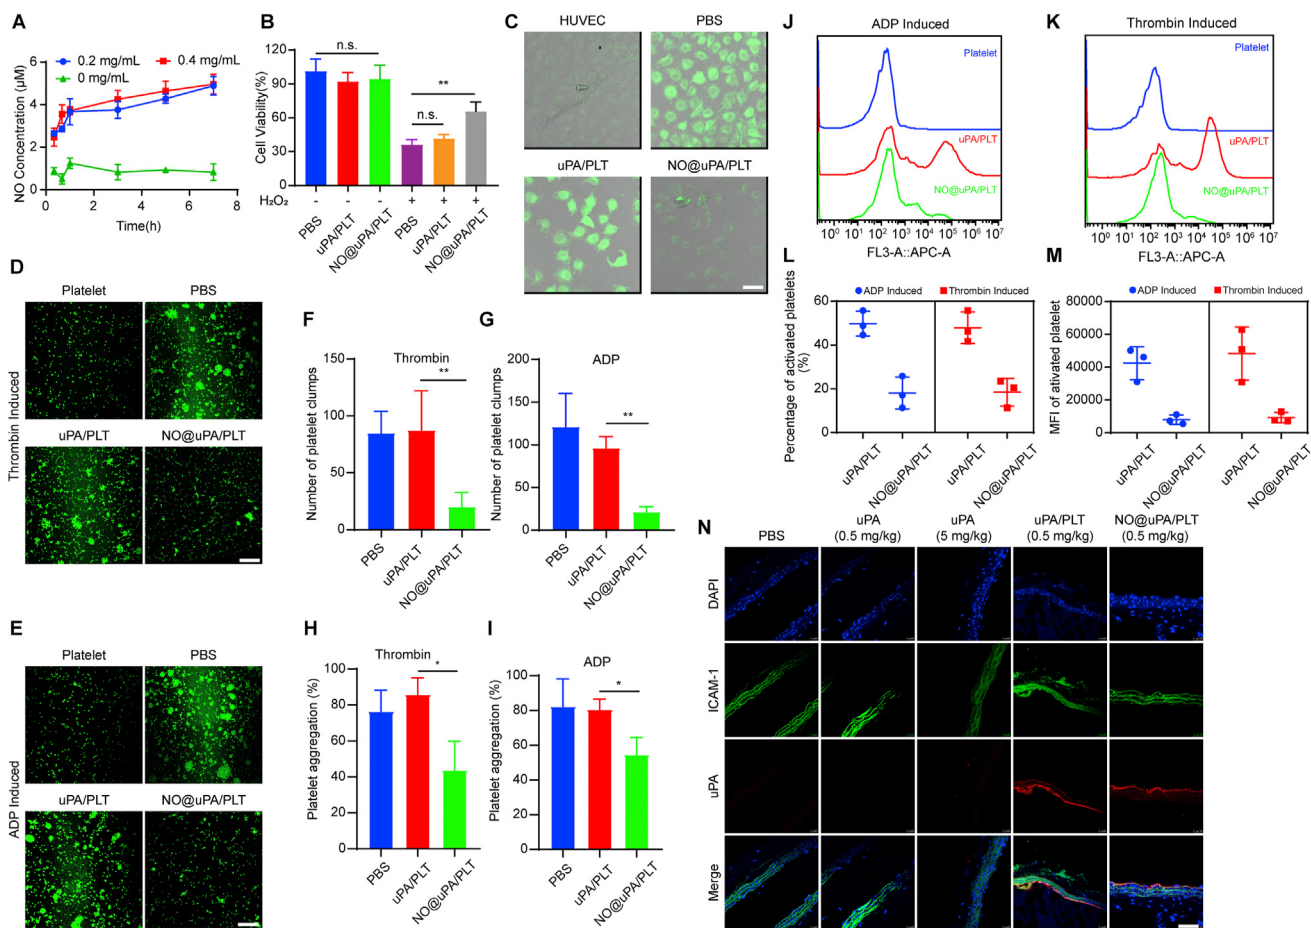 A
0.2 mg/mL
0.4 mg/mL
0 mg/mL
NO Concentration (µM)
6
4
2
0
0 2 4 6 8
Time(h)
B
Cell Viability(%)
120
90
60
30
0
n.s.
n.s.
**
H₂O₂ - - - + + +
PBS
uPA/PLT
NO@uPA/PLT
PBS
uPA/PLT
NO@uPA/PLT
C
HUVEC PBS
uPA/PLT NO@uPA/PLT
D
Thrombin Induced
Platelet PBS
uPA/PLT NO@uPA/PLT
E
ADP Induced
Platelet PBS
uPA/PLT NO@uPA/PLT
F
Thrombin
**
Number of platelet clumps
150
100
50
0
PBS
uPA/PLT
NO@uPA/PLT
G
ADP
**
Number of platelet clumps
200
150
100
50
0
PBS
uPA/PLT
NO@uPA/PLT
H
Thrombin
*
Platelet aggregation (%)
100
80
60
40
20
0
PBS
uPA/PLT
NO@uPA/PLT
I
ADP
*
Platelet aggregation (%)
100
80
60
40
20
0
PBS
uPA/PLT
NO@uPA/PLT
J
ADP Induced
Platelet
uPA/PLT
NO@uPA/PLT
10⁰ 10¹ 10² 10³ 10⁴ 10⁵ 10⁶ 10⁷
FL3-A::APC-A
K
Thrombin Induced
Platelet
uPA/PLT
NO@uPA/PLT
10⁰ 10¹ 10² 10³ 10⁴ 10⁵ 10⁶ 10⁷
FL3-A::APC-A
L
ADP Induced
Thrombin Induced
Percentage of activated platelets
(%)
60
40
20
0
uPA/PLT
NO@uPA/PLT
uPA/PLT
NO@uPA/PLT
M
ADP Induced
Thrombin Induced
MFI of ativated platelet
80000
60000
40000
20000
0
uPA/PLT
NO@uPA/PLT
uPA/PLT
NO@uPA/PLT
N
PBS
uPA
(0.5 mg/kg)
uPA
(5 mg/kg)
uPA/PLT
(0.5 mg/kg)
NO@uPA/PLT
(0.5 mg/kg)
DAPI
ICAM-1
uPA
Merge